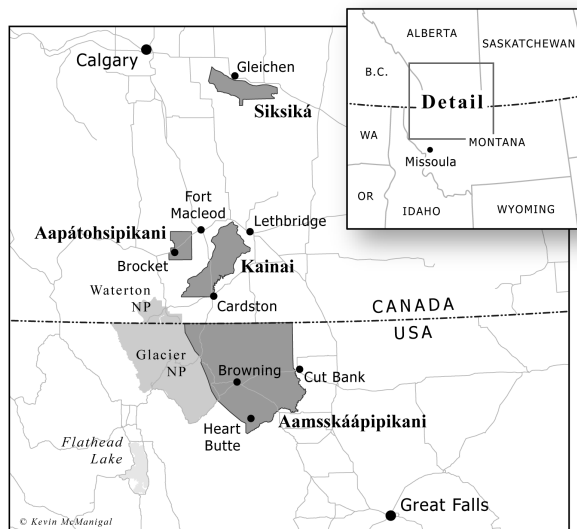 ALBERTA
SASKATCHEWAN
B.C.
Detail
WA
MONTANA
Missoula
OR
IDAHO
WYOMING
Calgary
Gleichen
Siksiká
Fort
Macleod
Lethbridge
Aapátohsipikani
Brocket
Kainai
Waterton
NP
Cardston
CANADA
USA
Glacier
NP
Browning
Cut Bank
Heart
Butte
Aamsskáápipikani
Flathead
Lake
Great Falls
© Kevin McManigal